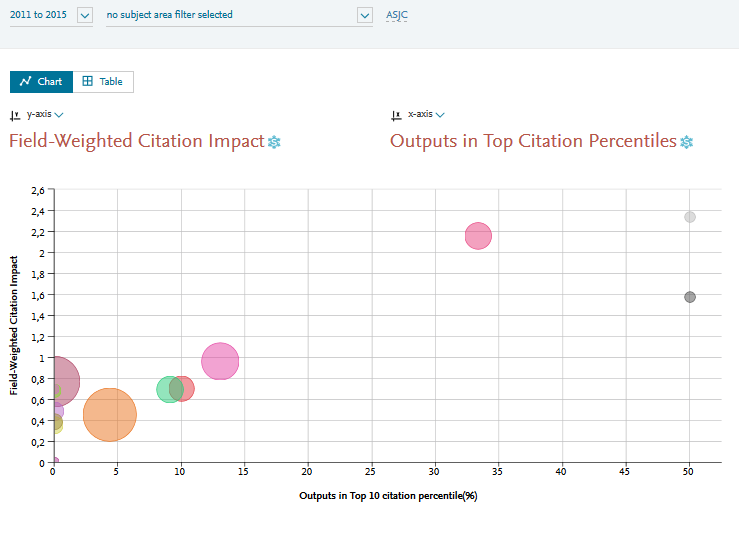 2011 to 2015 no subject area filter selected ASJC
Chart Table
y-axis x-axis
Field-Weighted Citation Impact Outputs in Top Citation Percentiles
2,6
2,4
2,2
2
1,8
1,6
1,4
1,2
1
0,8
0,6
0,4
0,2
0
Field-Weighted Citation Impact
0 5 10 15 20 25 30 35 40 45 50
Outputs in Top 10 citation percentile(%)